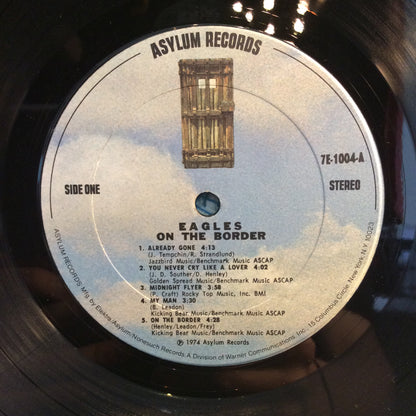 ASYLUM RECORDS
7E-1004-A
SIDE ONE
STEREO
EAGLES
ON THE BORDER
1. ALREADY GONE 4:13
(J. Tempchin/R. Strandlund)
Jazzbird Music/Benchmark Music ASCAP
2. YOU NEVER CRY LIKE A LOVER 4:02
(J. D. Souther/D. Henley)
Golden Spread Music/Benchmark Music ASCAP
3. MIDNIGHT FLYER 3:58
(P. Craft) Rocky Top Music, Inc. BMI
4. MY MAN 3:30
(B. Leadon)
Kicking Bear Music/Benchmark Music ASCAP
5. ON THE BORDER 4:28
(Henley/Leadon/Frey)
Kicking Bear Music/Benchmark Music ASCAP
℗ 1974 Asylum Records
ASYLUM RECORDS Mfg by Elektra/Asylum/Nonesuch Records A Division of Warner Communications Inc. 15 Columbus Circle New York N Y 10023